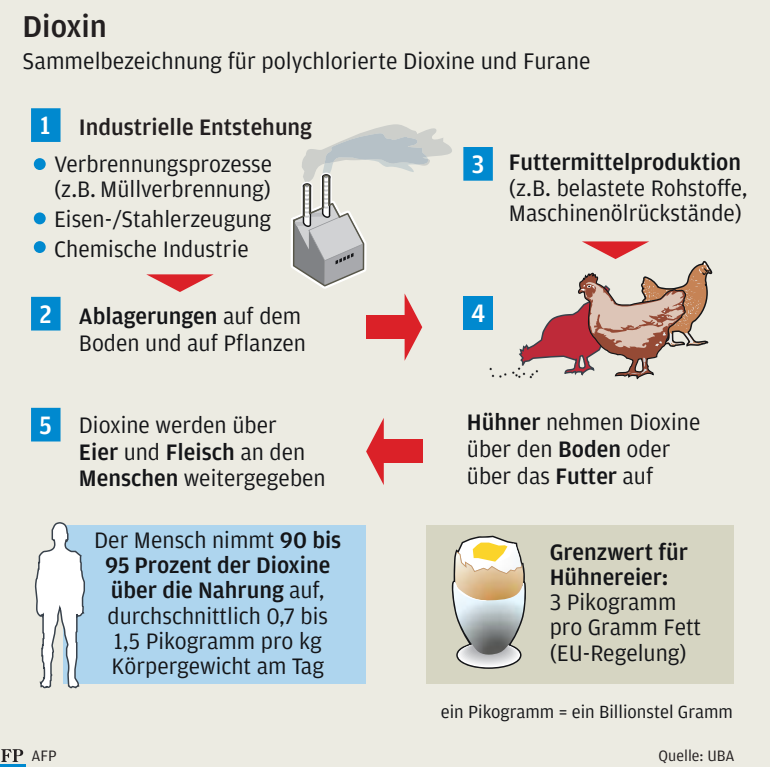 Dioxin
Sammelbezeichnung für polychlorierte Dioxine und Furane
1 Industrielle Entstehung
Verbrennungsprozesse
(z.B. Müllverbrennung)
Eisen-/Stahlerzeugung
Chemische Industrie
2 Ablagerungen auf dem
Boden und auf Pflanzen
3 Futtermittelproduktion
(z.B. belastete Rohstoffe,
Maschinenölrückstände)
4
Hühner nehmen Dioxine
über den Boden oder
über das Futter auf
5 Dioxine werden über
Eier und Fleisch an den
Menschen weitergegeben
Der Mensch nimmt 90 bis
95 Prozent der Dioxine
über die Nahrung auf,
durchschnittlich 0,7 bis
1,5 Pikogramm pro kg
Körpergewicht am Tag
Grenzwert für
Hühnereier:
3 Pikogramm
pro Gramm Fett
(EU-Regelung)
ein Pikogramm = ein Billionstel Gramm
FP AFP
Quelle: UBA